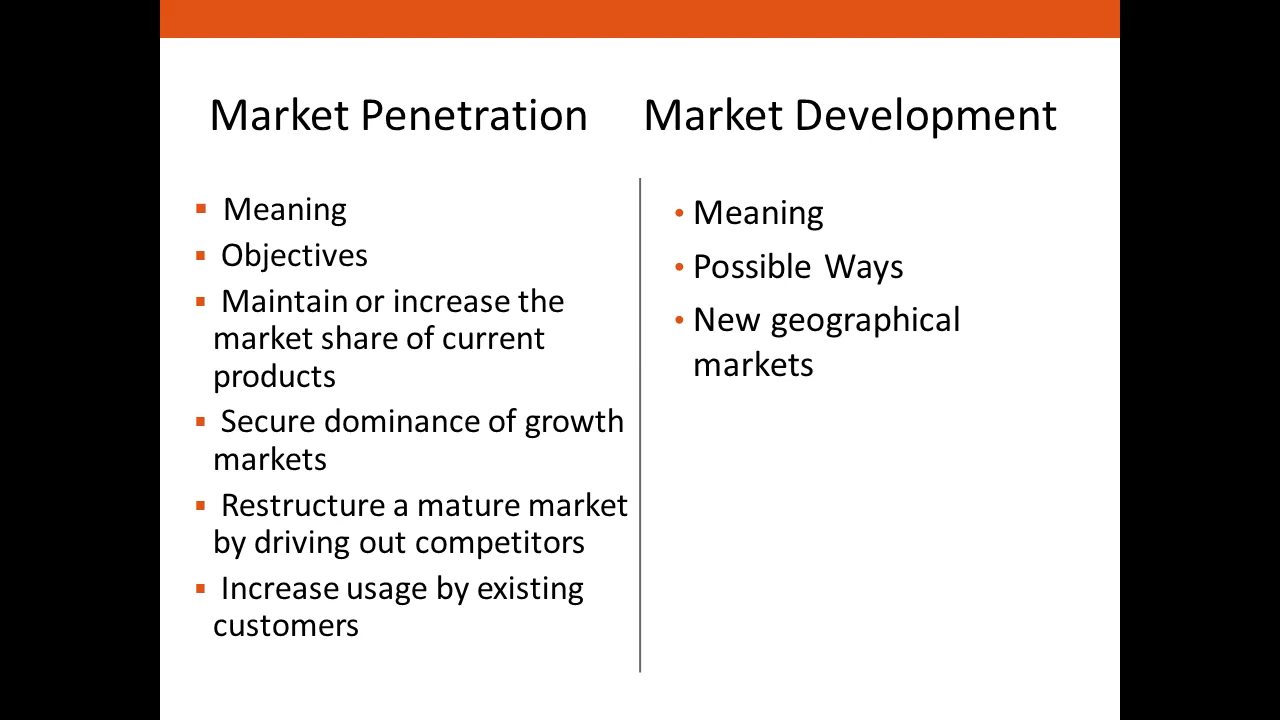 Market Penetration
Market Development
▪ Meaning
▪ Objectives
▪ Maintain or increase the
market share of current
products
▪ Secure dominance of growth
markets
▪ Restructure a mature market
by driving out competitors
▪ Increase usage by existing
customers
• Meaning
• Possible Ways
• New geographical
markets